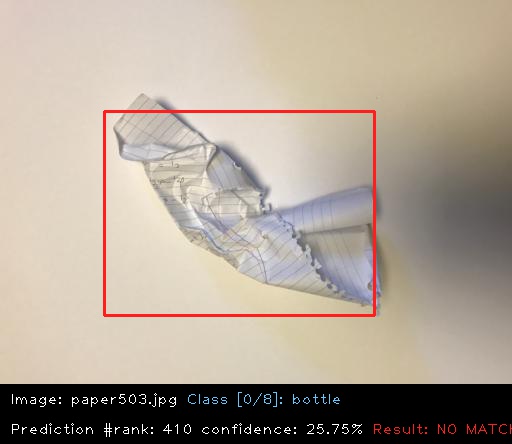 Image: paper503.jpg Class [0/8]: bottle
Prediction #rank: 410 confidence: 25.75% Result: NO MATCH